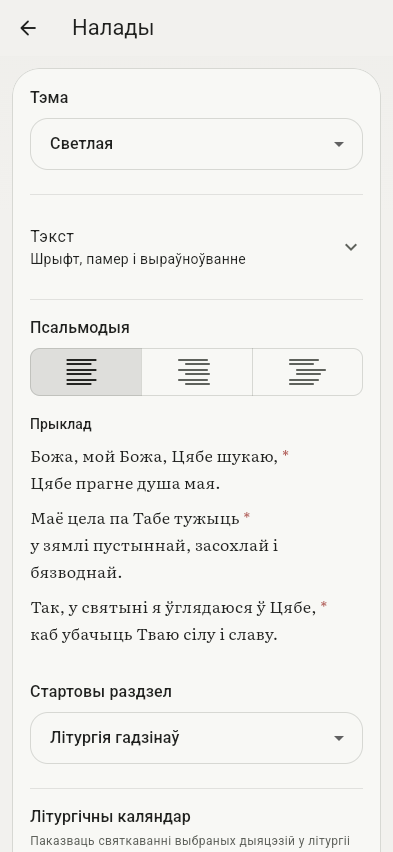 Налады
Тэма
Светлая
Тэкст
Шрыфт, памер і выраўноўванне
Псальмодыя
Прыклад
Божа, мой Божа, Цябе шукаю, *
Цябе прагне душа мая.
Маё цела па Табе тужыць *
у зямлі пустыннай, засохлай і
бязводнай.
Так, у святыні я ўглядаюся ў Цябе, *
каб убачыць Тваю сілу і славу.
Стартовы раздзел
Літургія гадзінаў
Літургічны каляндар
Паказваць святкаванні выбраных дыяцэзій у літургіі